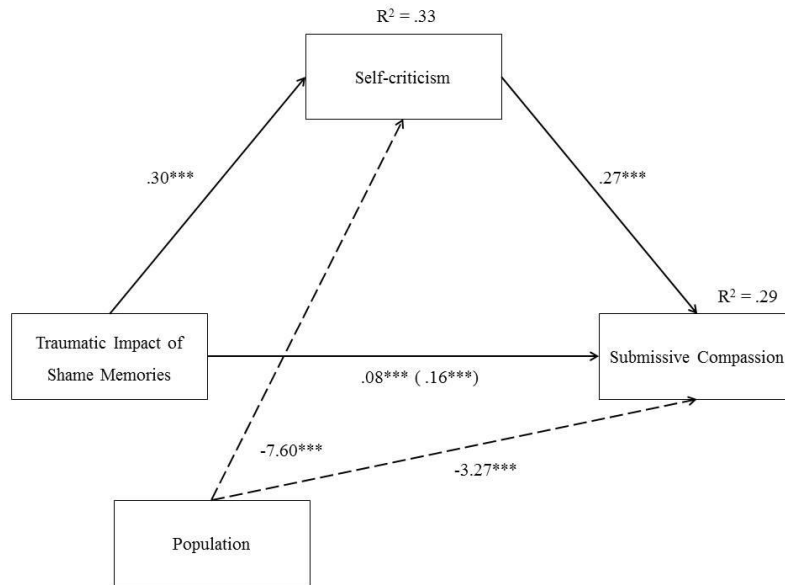 R² = .33
Self-criticism
.30***
.27***
R² = .29
Traumatic Impact of
Shame Memories
Submissive Compassion
.08*** ( .16***)
-7.60***
-3.27***
Population